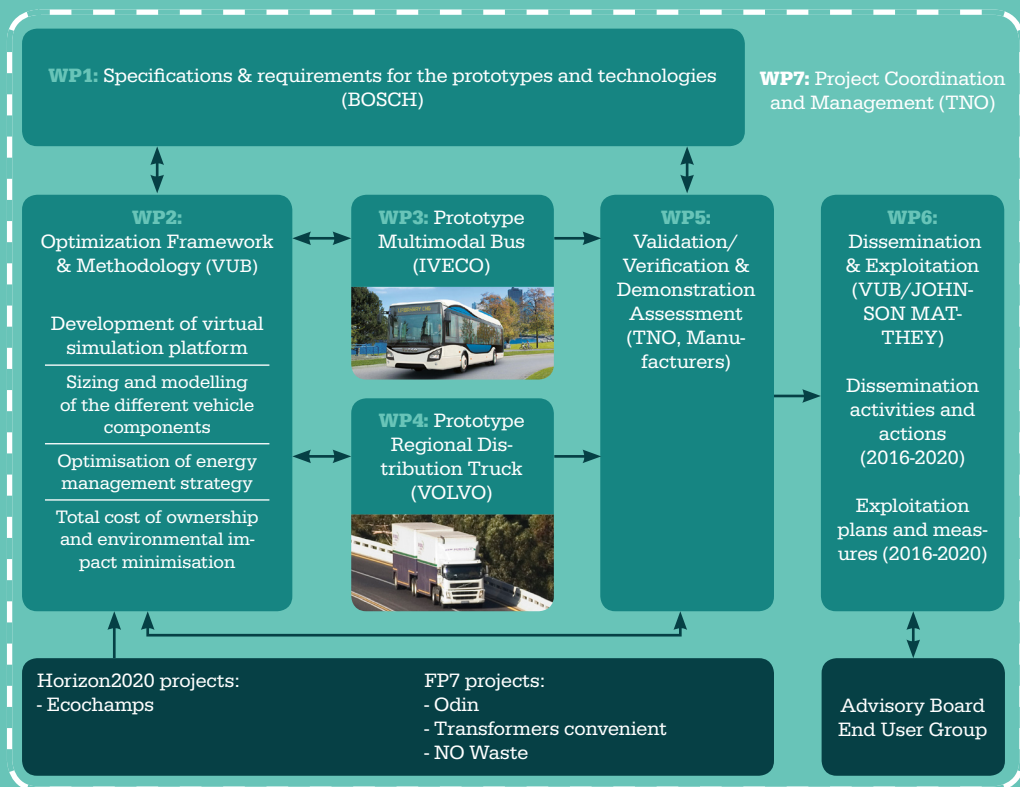 WP1: Specifications & requirements for the prototypes and technologies
(BOSCH)
WP7: Project Coordination
and Management (TNO)
WP2:
Optimization Framework
& Methodology (VUB)
Development of virtual
simulation platform
Sizing and modelling
of the different vehicle
components
Optimisation of energy
management strategy
Total cost of ownership
and environmental im-
pact minimisation
WP3: Prototype
Multimodal Bus
(IVECO)
WP4: Prototype
Regional Dis-
tribution Truck
(VOLVO)
WP5:
Validation/
Verification &
Demonstration
Assessment
(TNO, Manu-
facturers)
WP6:
Dissemination
& Exploitation
(VUB/JOHN-
SON MAT-
THEY)
Dissemination
activities and
actions
(2016-2020)
Exploitation
plans and meas-
ures (2016-2020)
Horizon2020 projects:
- Ecochamps
FP7 projects:
- Odin
- Transformers convenient
- NO Waste
Advisory Board
End User Group